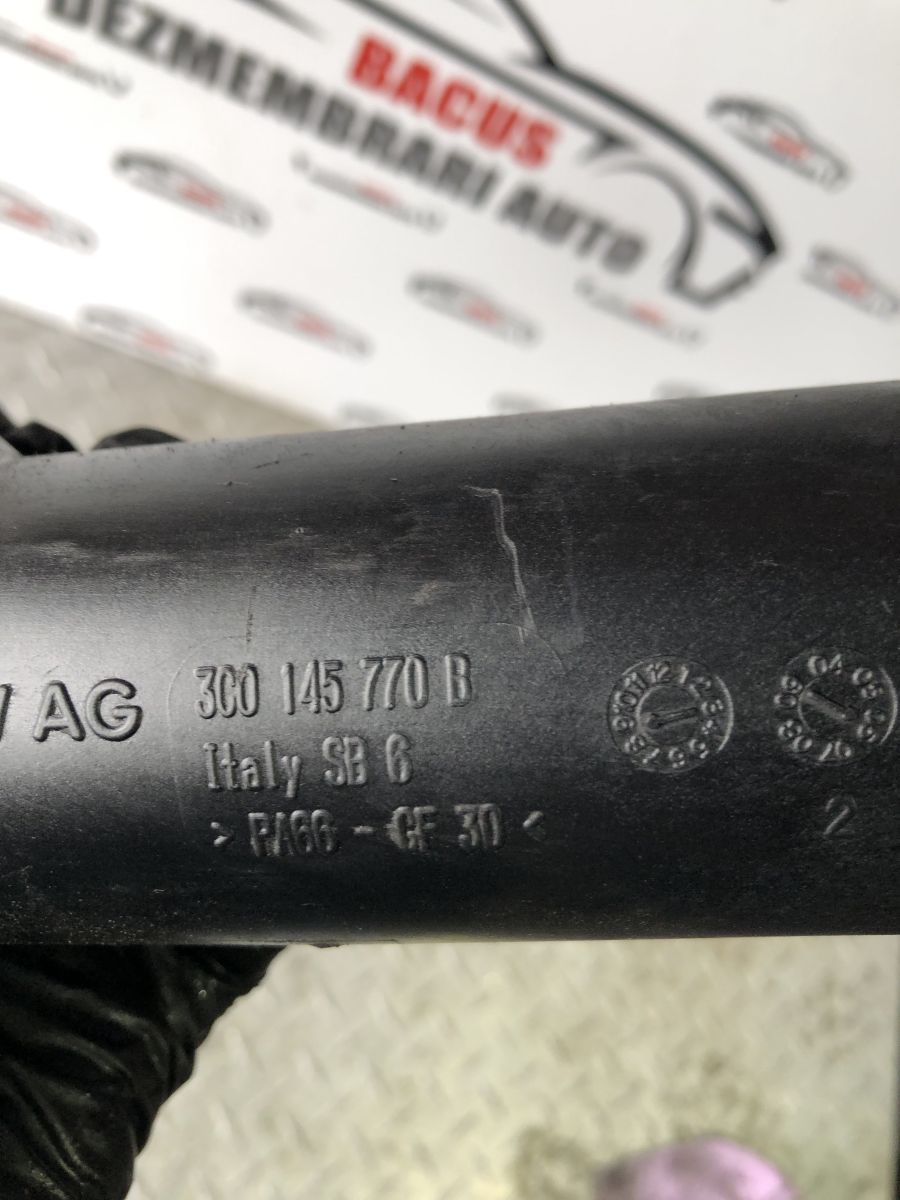 BACUS
DEZMEMBRARI AUTO
AG
3C0 145 770 B
Italy SB 6
> PA66 - GF 30 <
2